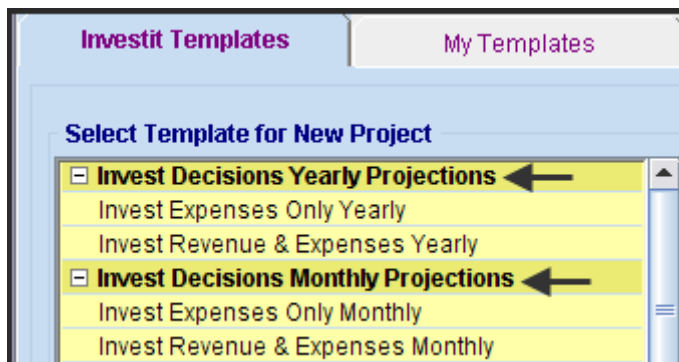 Investit Templates
My Templates
Select Template for New Project
Invest Decisions Yearly Projections
Invest Expenses Only Yearly
Invest Revenue & Expenses Yearly
Invest Decisions Monthly Projections
Invest Expenses Only Monthly
Invest Revenue & Expenses Monthly